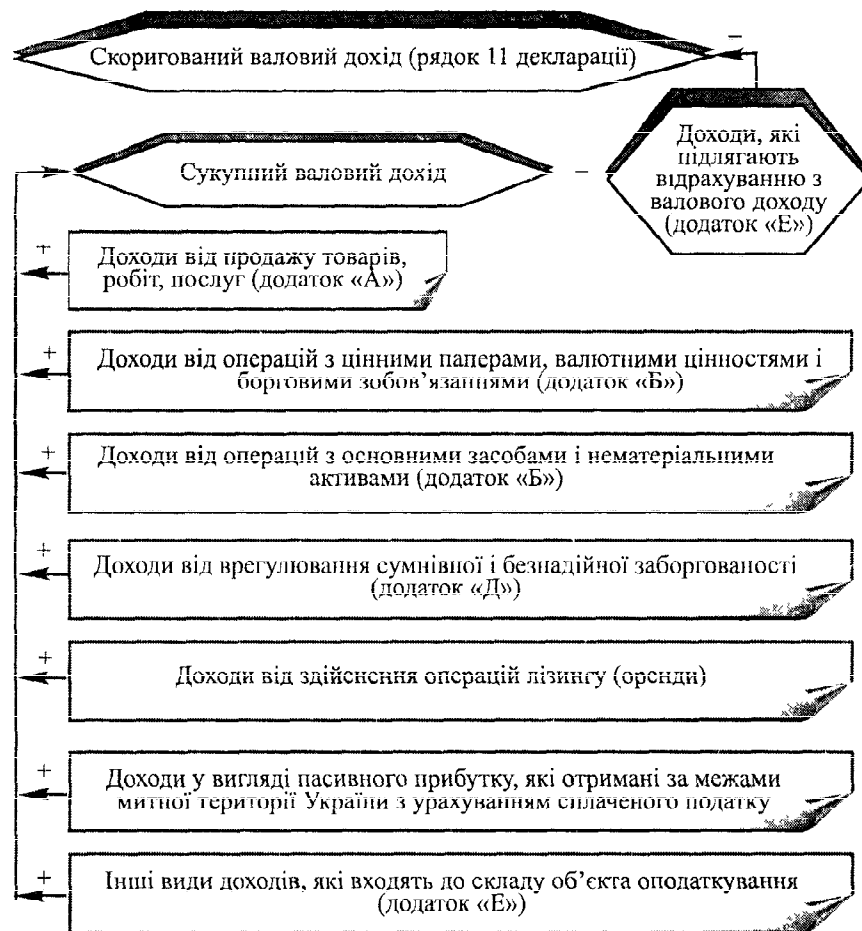 Скоригований валовий дохід (рядок 11 декларації)
−
Доходи, які
підлягають
відрахуванню з
валового доходу
(додаток «Е»)
Сукупний валовий дохід
−
+
Доходи від продажу товарів,
робіт, послуг (додаток «А»)
+
Доходи від операцій з цінними паперами, валютними цінностями і
борговими зобов’язаннями (додаток «Б»)
+
Доходи від операцій з основними засобами і нематеріальними
активами (додаток «Б»)
+
Доходи від врегулювання сумнівної і безнадійної заборгованості
(додаток «Д»)
+
Доходи від здійснення операцій лізингу (оренди)
+
Доходи у вигляді пасивного прибутку, які отримані за межами
митної території України з урахуванням сплаченого податку
+
Інші види доходів, які входять до складу об’єкта оподаткування
(додаток «Е»)